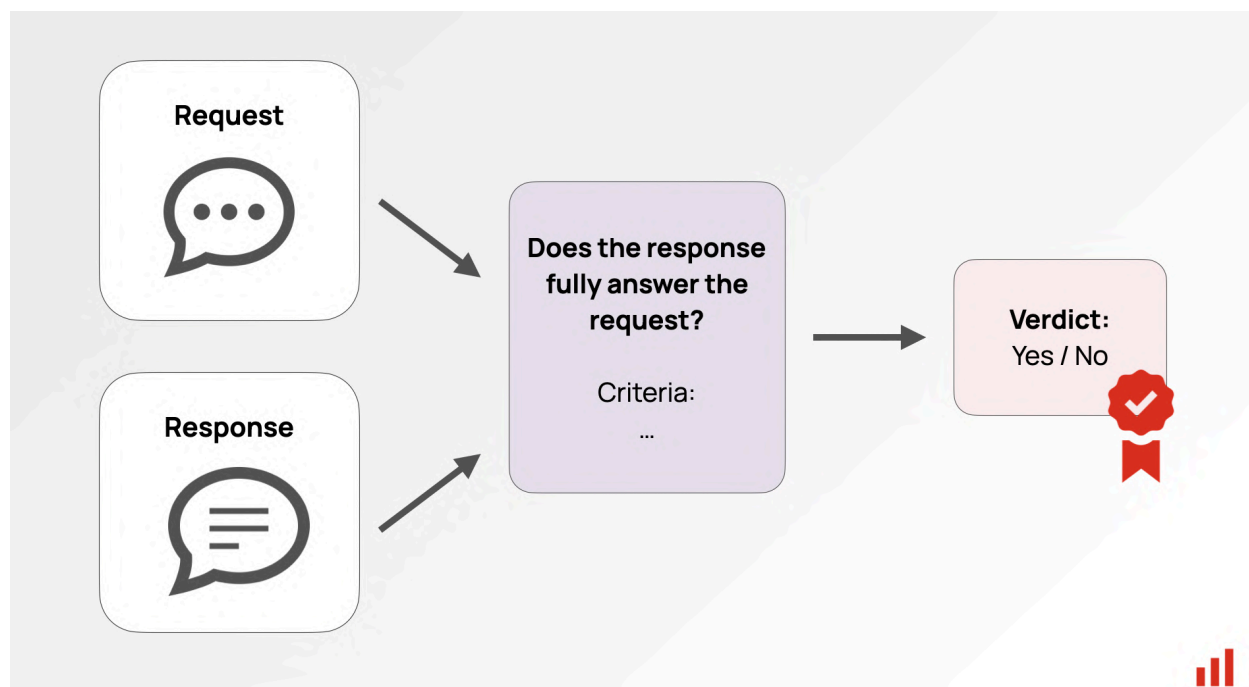 Request
Response
Does the response
fully answer the
request?
Criteria:
...
Verdict:
Yes / No